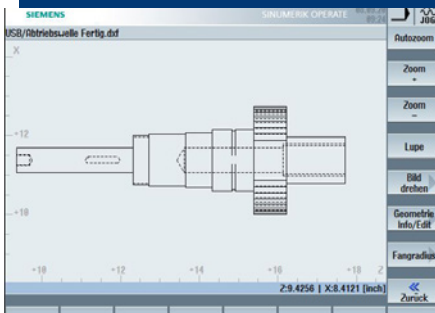 SIEMENS
SINUMERIK OPERATE
JOG
USB/Abtriebswelle Fertig.dxf
Autozoom
X
Zoom
+
Zoom
-
+12
Lupe
Bild
drehen
+10
Geometrie
Info/Edit
Fangradius
+10 +12 +14 +16 +18 Z
Z:9.4256 | X:8.4121 [inch]
Zurück